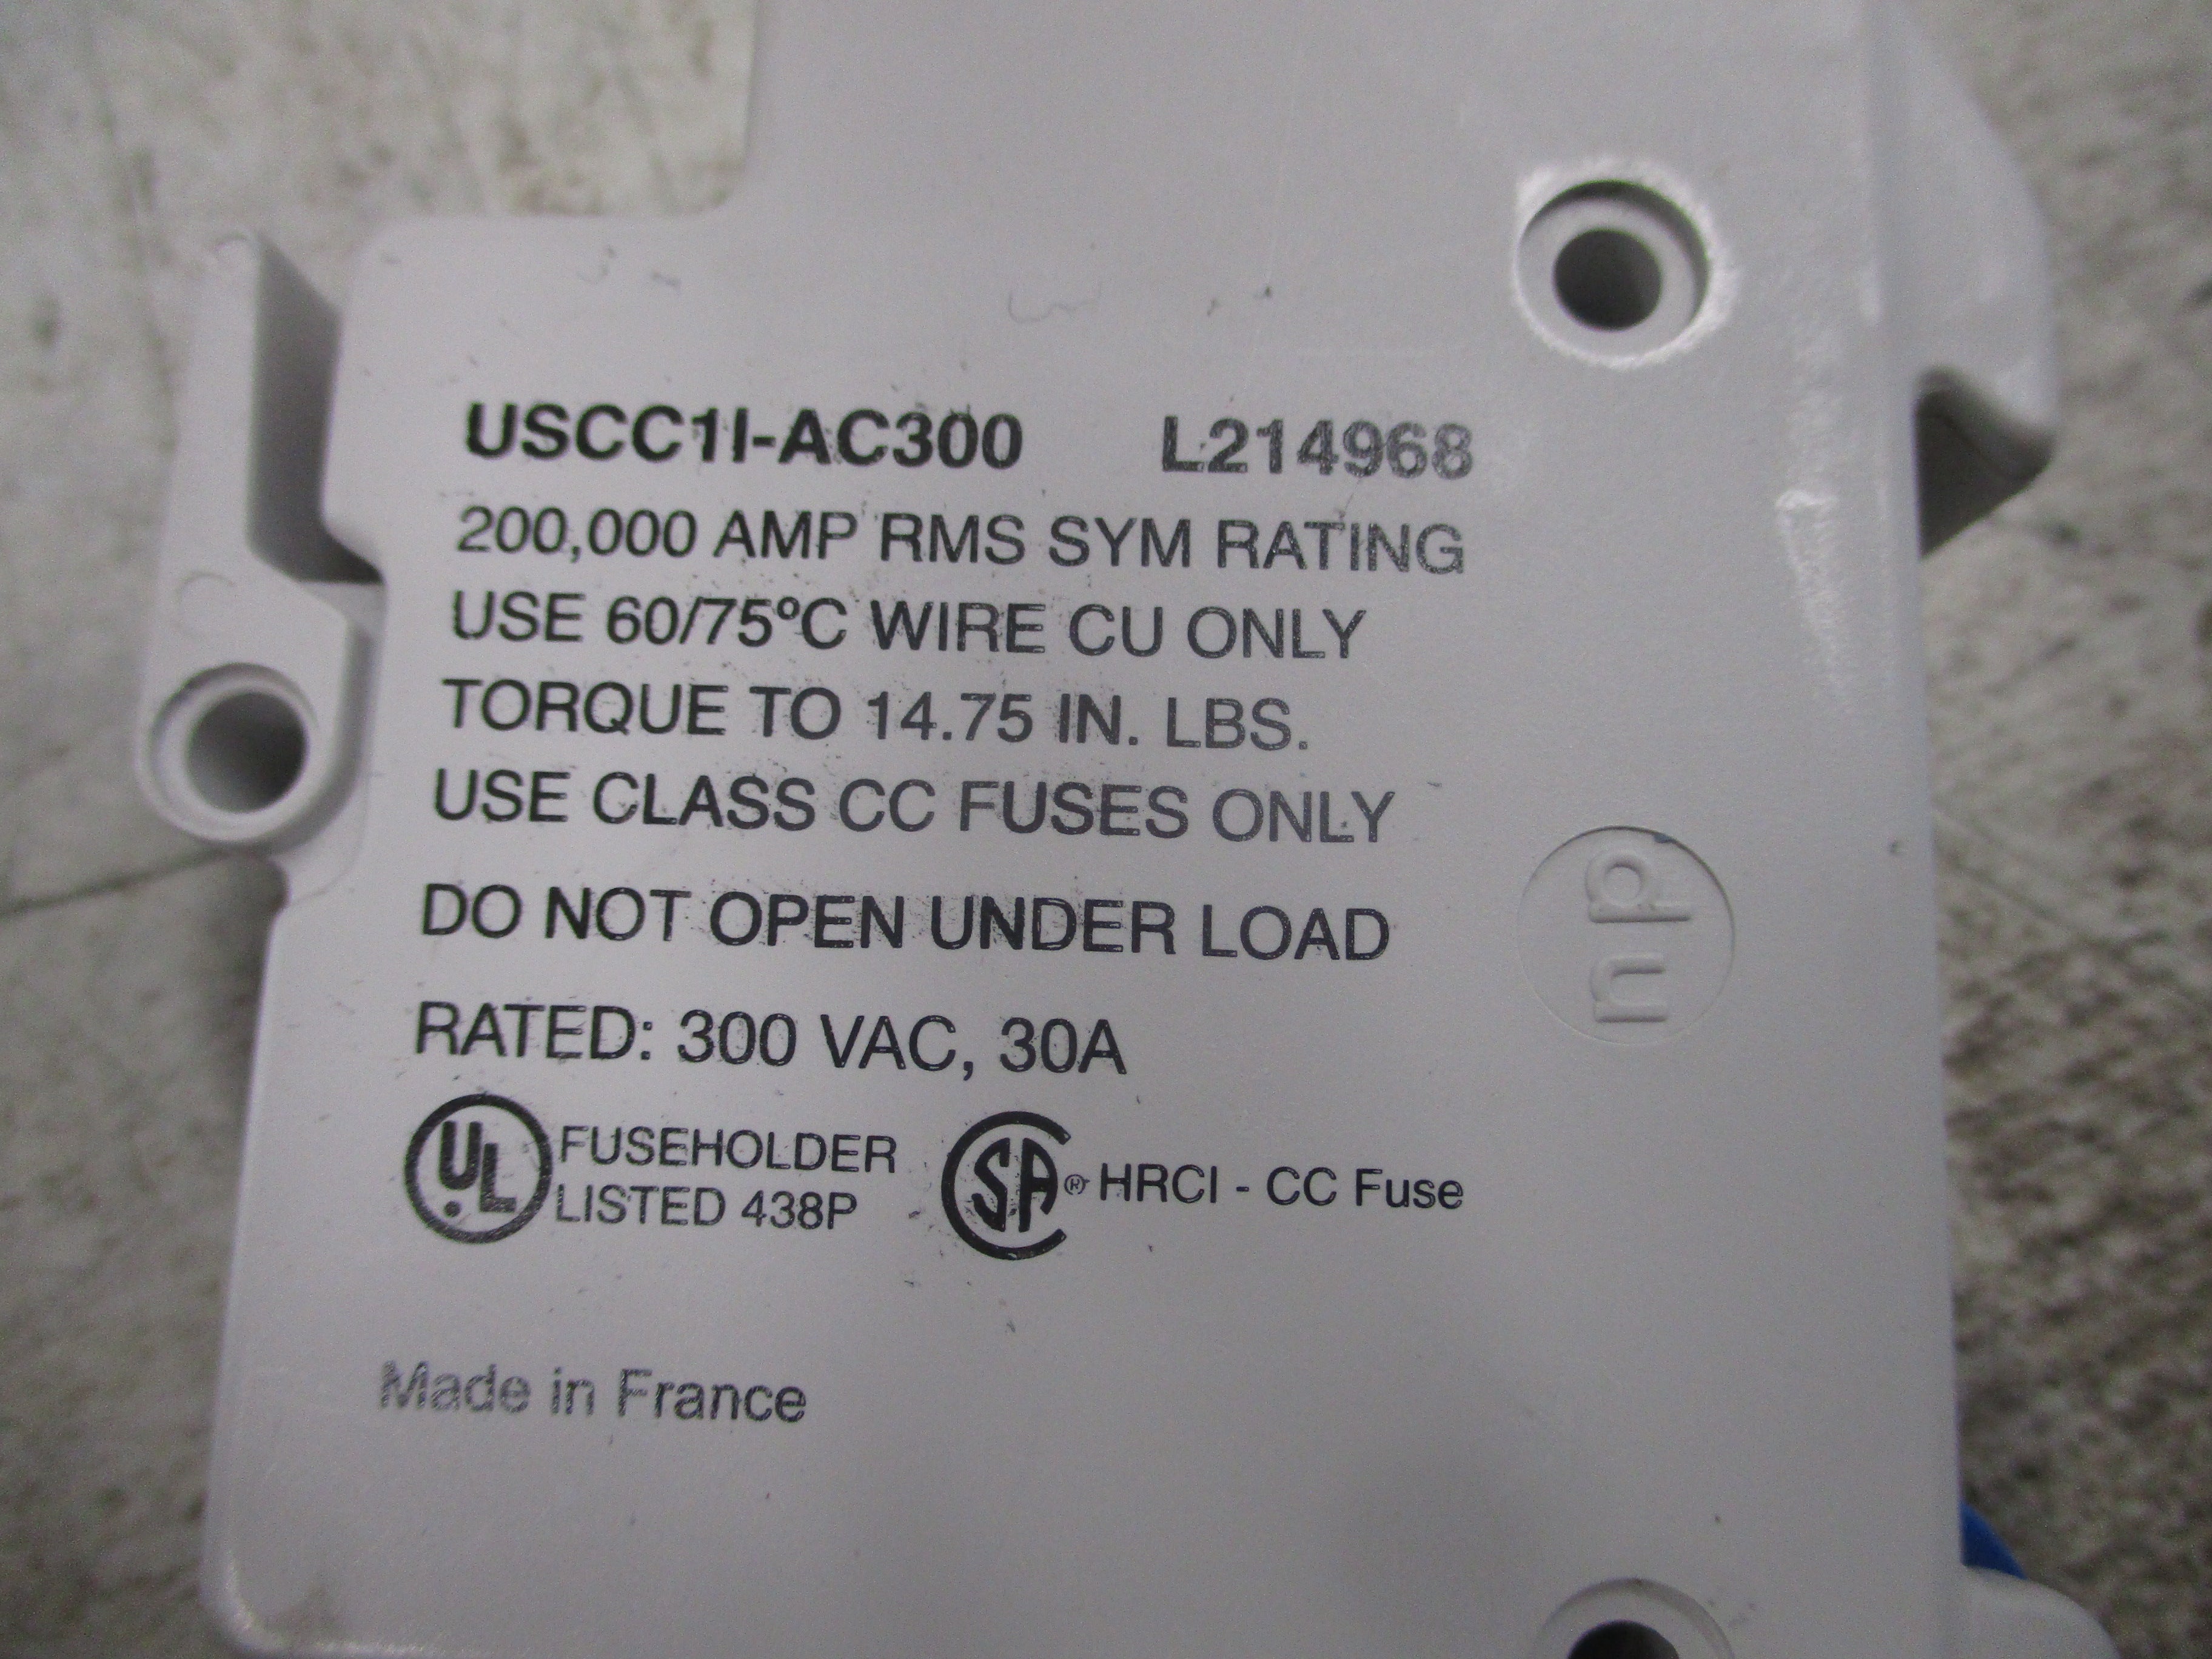 USCC1I-AC300 L214968
200,000 AMP RMS SYM RATING
USE 60/75ºC WIRE CU ONLY
TORQUE TO 14.75 IN. LBS.
USE CLASS CC FUSES ONLY
DO NOT OPEN UNDER LOAD
RATED: 300 VAC, 30A
UL FUSEHOLDER
LISTED 438P
SA® HRCI - CC Fuse
Made in France